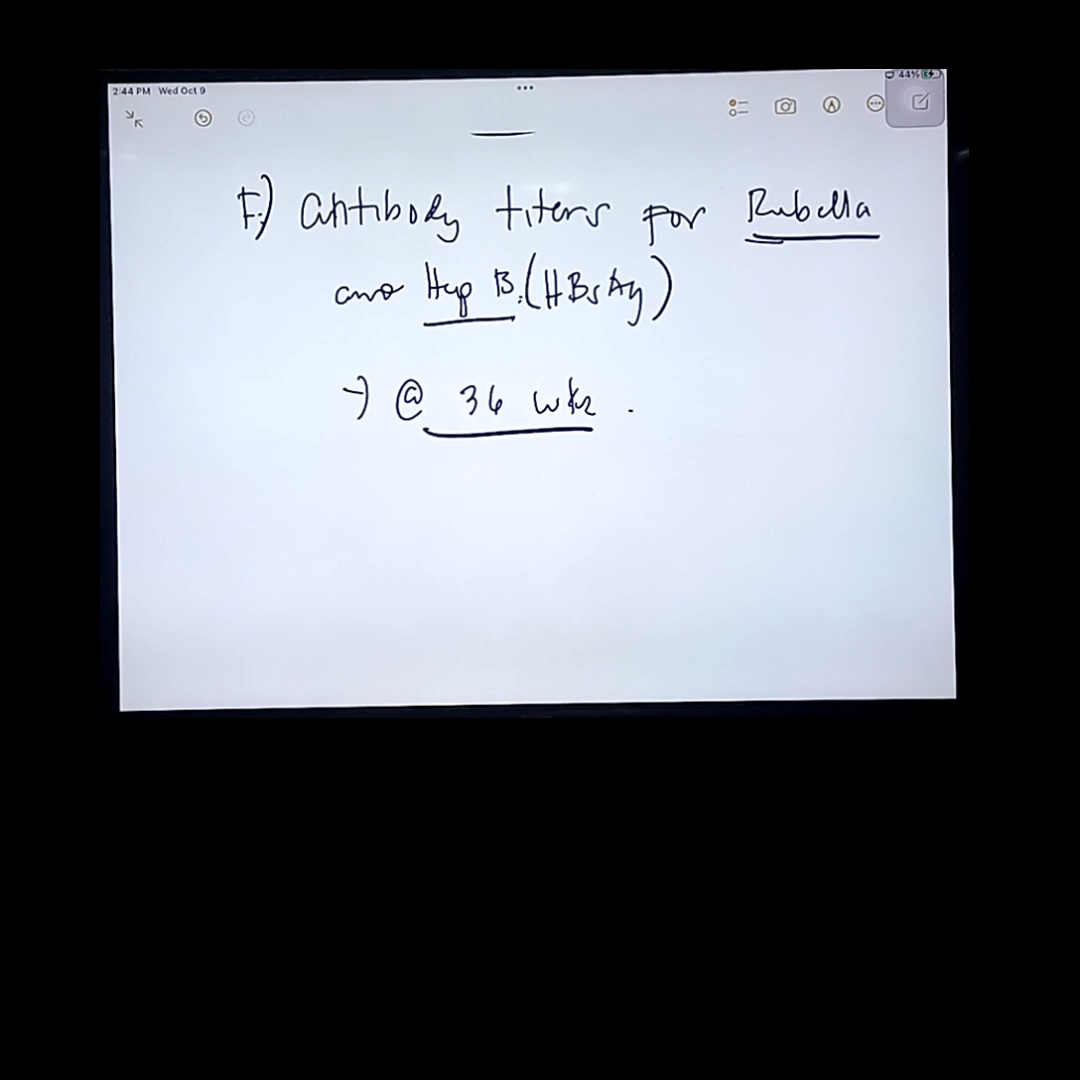 2:44 PM Wed Oct 9
44%
F.) Antibody titers for Rubella
and Hep B. (HBsAg)
→ @ 36 wks.